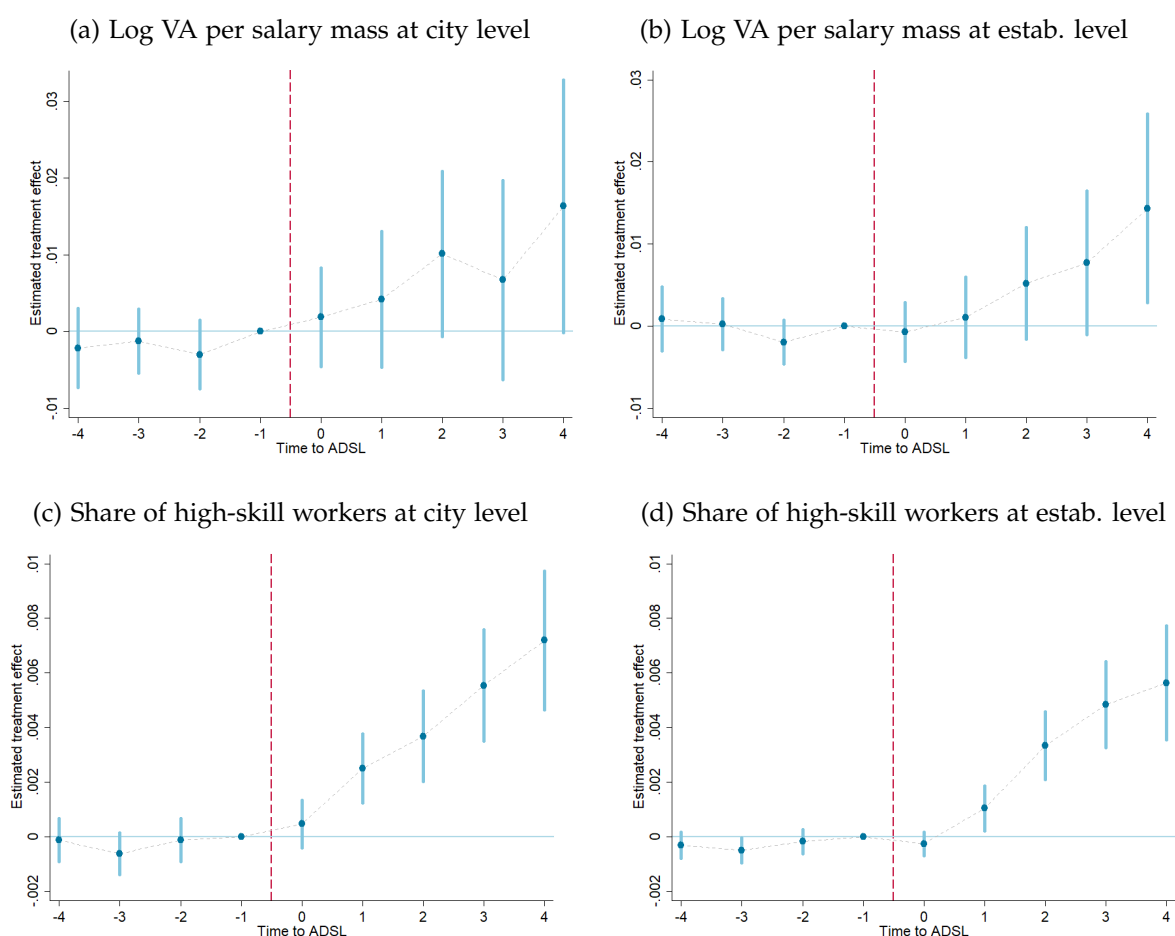 (a) Log VA per salary mass at city level
Estimated treatment effect
.03
.02
.01
0
-.01
-4 -3 -2 -1 0 1 2 3 4
Time to ADSL
(b) Log VA per salary mass at estab. level
Estimated treatment effect
.03
.02
.01
0
-.01
-4 -3 -2 -1 0 1 2 3 4
Time to ADSL
(c) Share of high-skill workers at city level
Estimated treatment effect
.01
.008
.006
.004
.002
0
-.002
-4 -3 -2 -1 0 1 2 3 4
Time to ADSL
(d) Share of high-skill workers at estab. level
Estimated treatment effect
.01
.008
.006
.004
.002
0
-.002
-4 -3 -2 -1 0 1 2 3 4
Time to ADSL